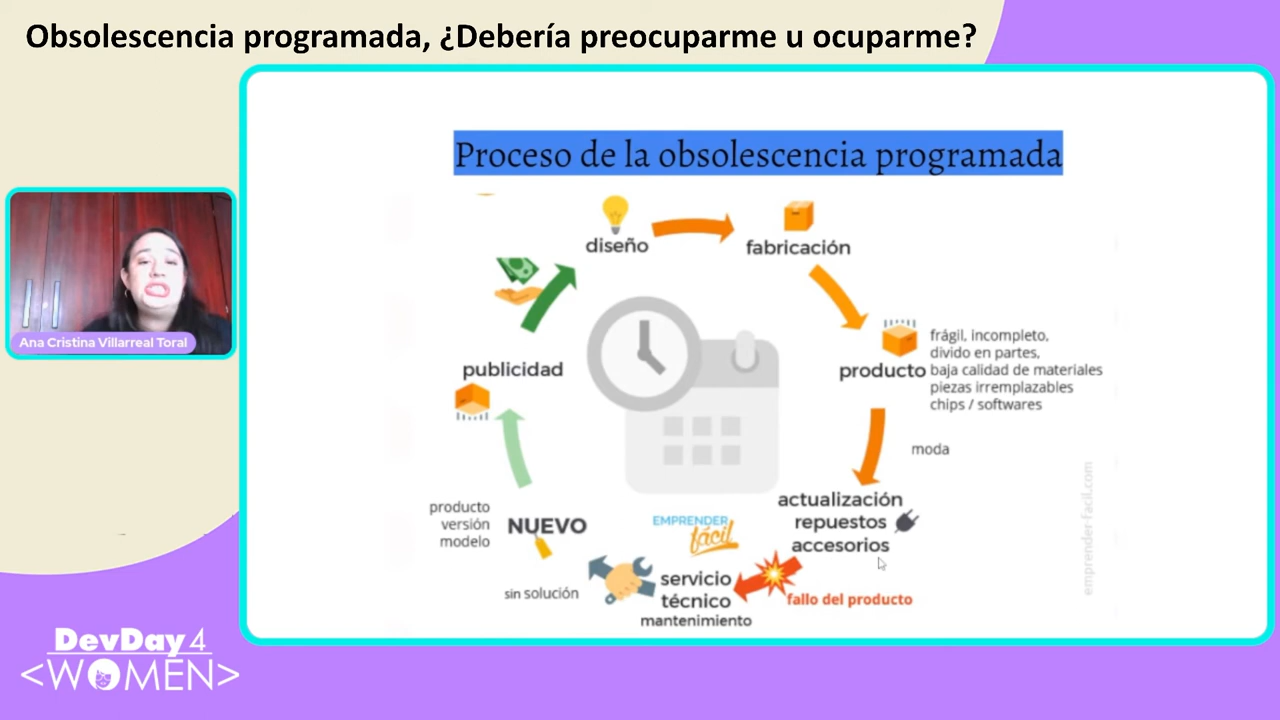 Obsolescencia programada, ¿Debería preocuparme u ocuparme?
Proceso de la obsolescencia programada
diseño
fabricación
producto
frágil, incompleto,
divido en partes,
baja calidad de materiales
piezas irremplazables
chips / softwares
moda
actualización
repuestos
accesorios
fallo del producto
servicio
técnico
mantenimiento
sin solución
NUEVO
producto
versión
modelo
publicidad
EMPRENDER
fácil
emprender-facil.com
Ana Cristina Villarreal Toral
DevDay 4
<WOMEN>